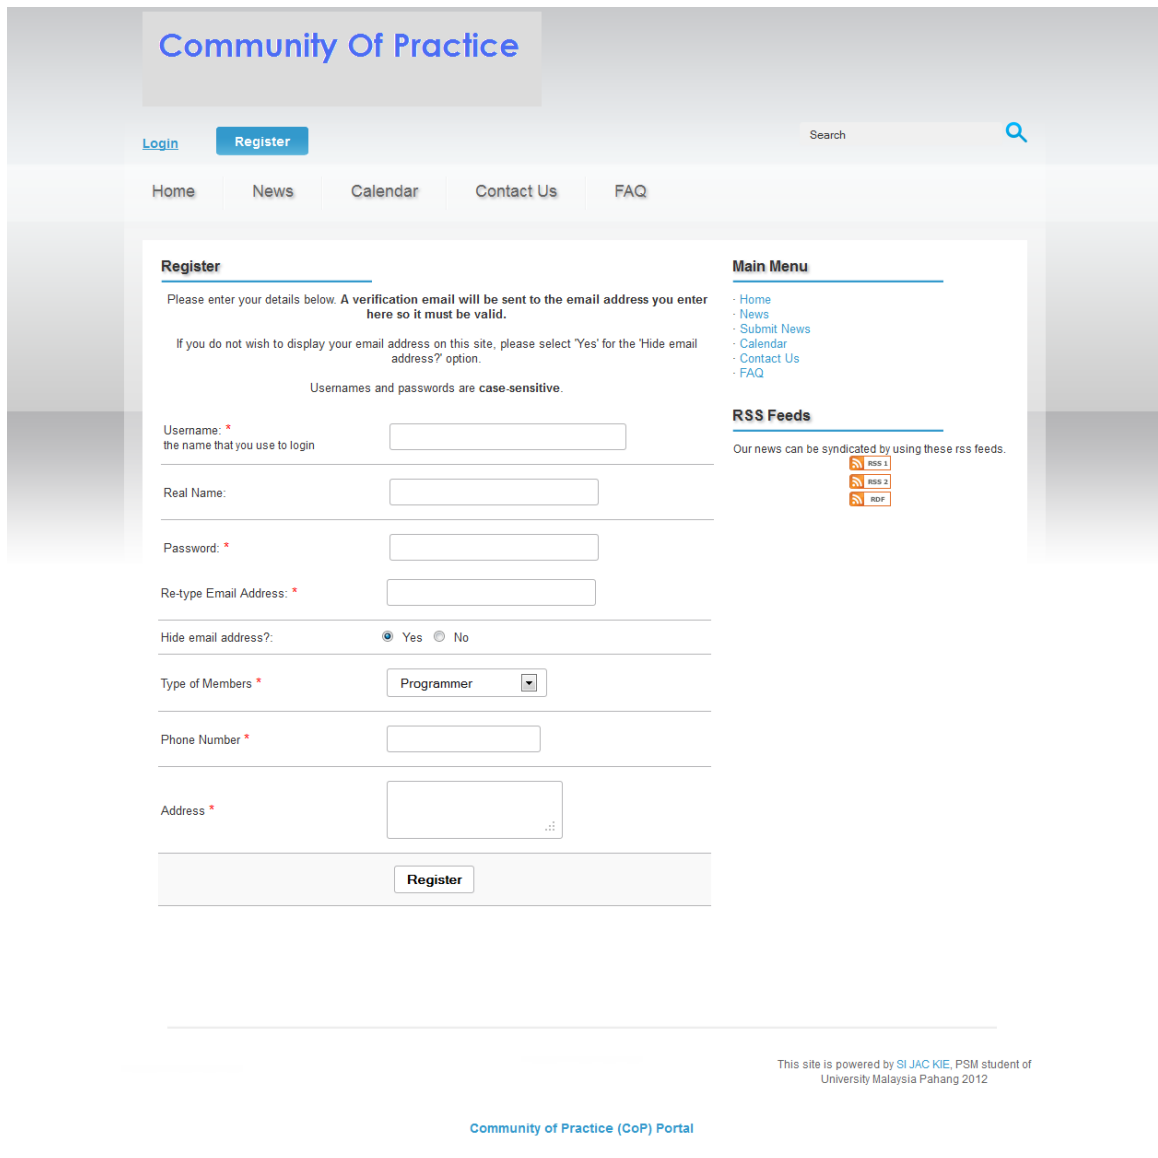 Community Of Practice
Login
Register
Search
Home
News
Calendar
Contact Us
FAQ
Register
Please enter your details below. A verification email will be sent to the email address you enter
here so it must be valid.
If you do not wish to display your email address on this site, please select 'Yes' for the 'Hide email
address?' option.
Usernames and passwords are case-sensitive.
Username: *
the name that you use to login
Real Name:
Password: *
Re-type Email Address: *
Hide email address?:
Yes
No
Type of Members *
Programmer
Phone Number *
Address *
Register
Main Menu
· Home
· News
· Submit News
· Calendar
· Contact Us
· FAQ
RSS Feeds
Our news can be syndicated by using these rss feeds.
RSS 1
RSS 2
RDF
This site is powered by SI JAC KIE, PSM student of
University Malaysia Pahang 2012
Community of Practice (CoP) Portal